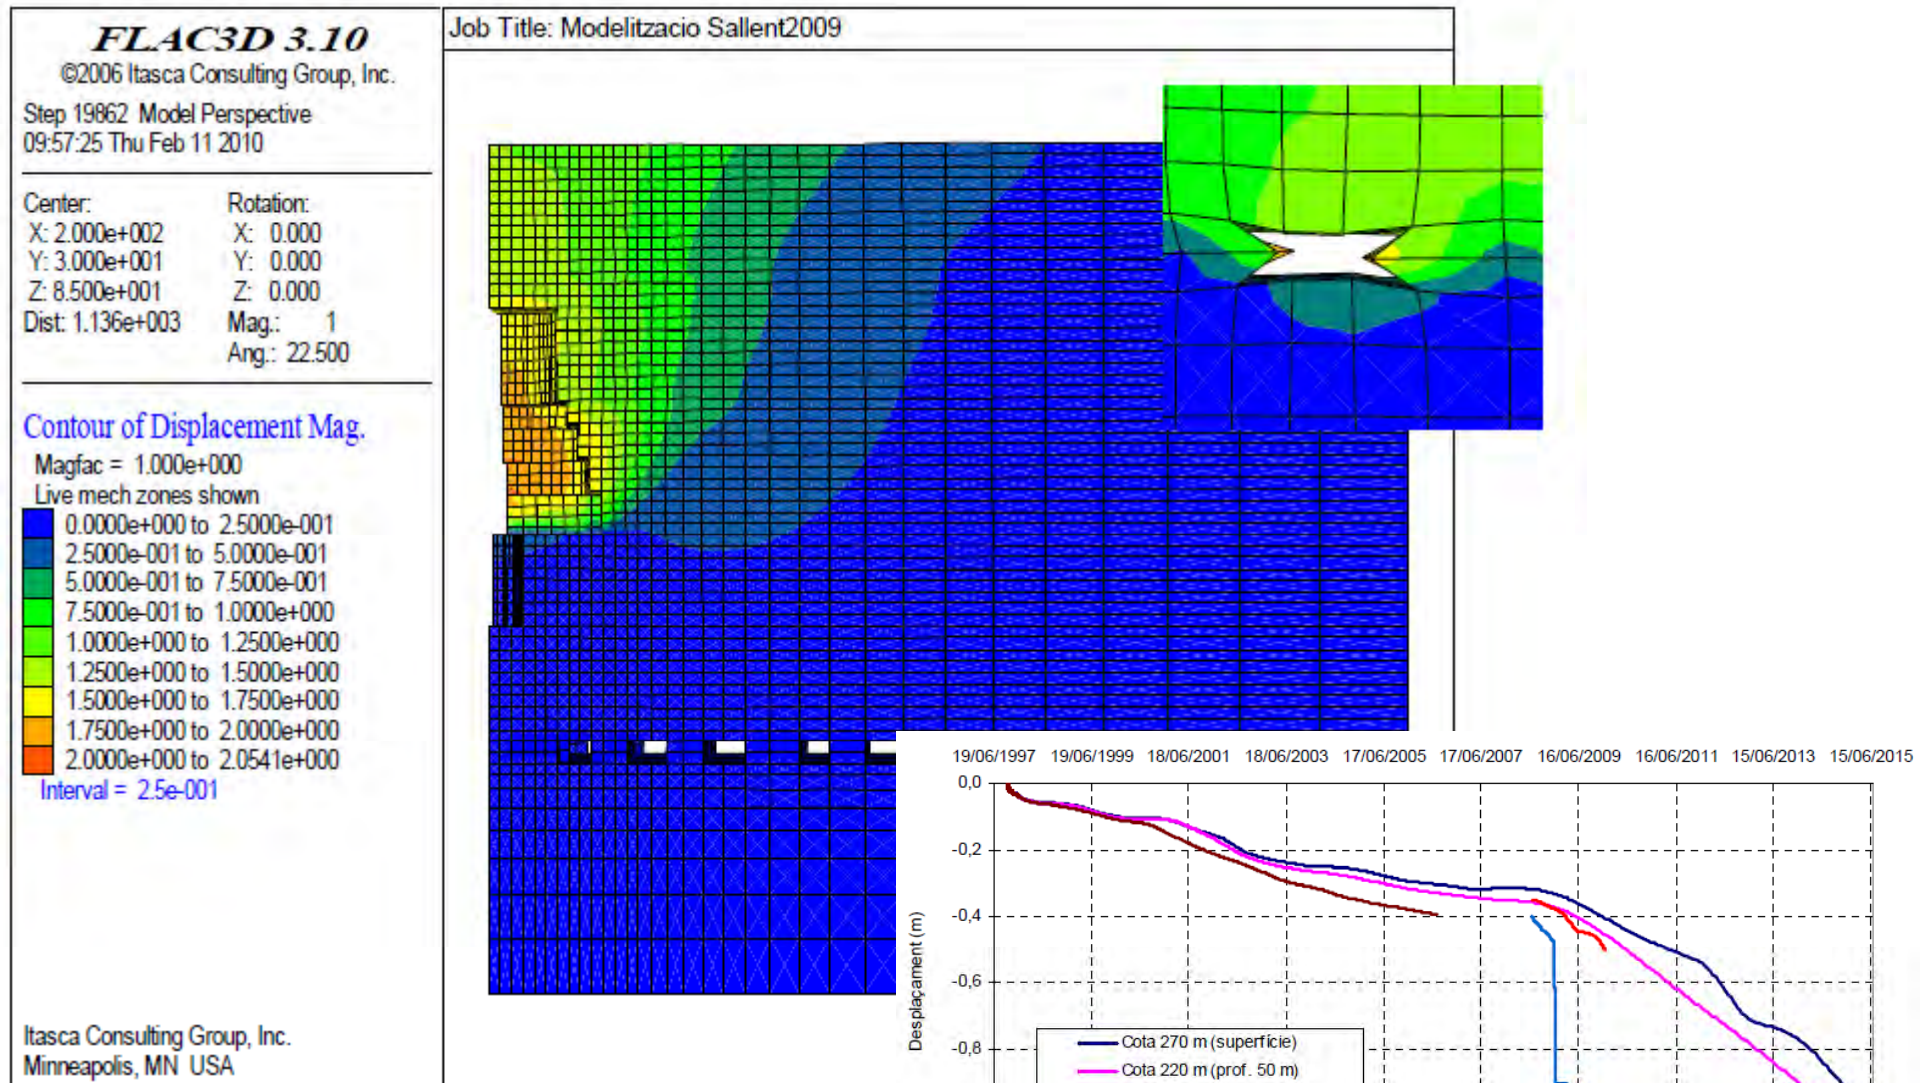 FLAC3D 3.10
©2006 Itasca Consulting Group, Inc.
Step 19862 Model Perspective
09:57:25 Thu Feb 11 2010
Center: Rotation:
X: 2.000e+002 X: 0.000
Y: 3.000e+001 Y: 0.000
Z: 8.500e+001 Z: 0.000
Dist: 1.136e+003 Mag.: 1
Ang.: 22.500
Contour of Displacement Mag.
Magfac = 1.000e+000
Live mech zones shown
0.0000e+000 to 2.5000e-001
2.5000e-001 to 5.0000e-001
5.0000e-001 to 7.5000e-001
7.5000e-001 to 1.0000e+000
1.0000e+000 to 1.2500e+000
1.2500e+000 to 1.5000e+000
1.5000e+000 to 1.7500e+000
1.7500e+000 to 2.0000e+000
2.0000e+000 to 2.0541e+000
Interval = 2.5e-001
Itasca Consulting Group, Inc.
Minneapolis, MN USA
Job Title: Modelitzacio Sallent2009
19/06/1997 19/06/1999 18/06/2001 18/06/2003 17/06/2005 17/06/2007 16/06/2009 16/06/2011 15/06/2013 15/06/2015
0,0
-0,2
-0,4
-0,6
-0,8
Desplaçament (m)
Cota 270 m (superfície)
Cota 220 m (prof. 50 m)